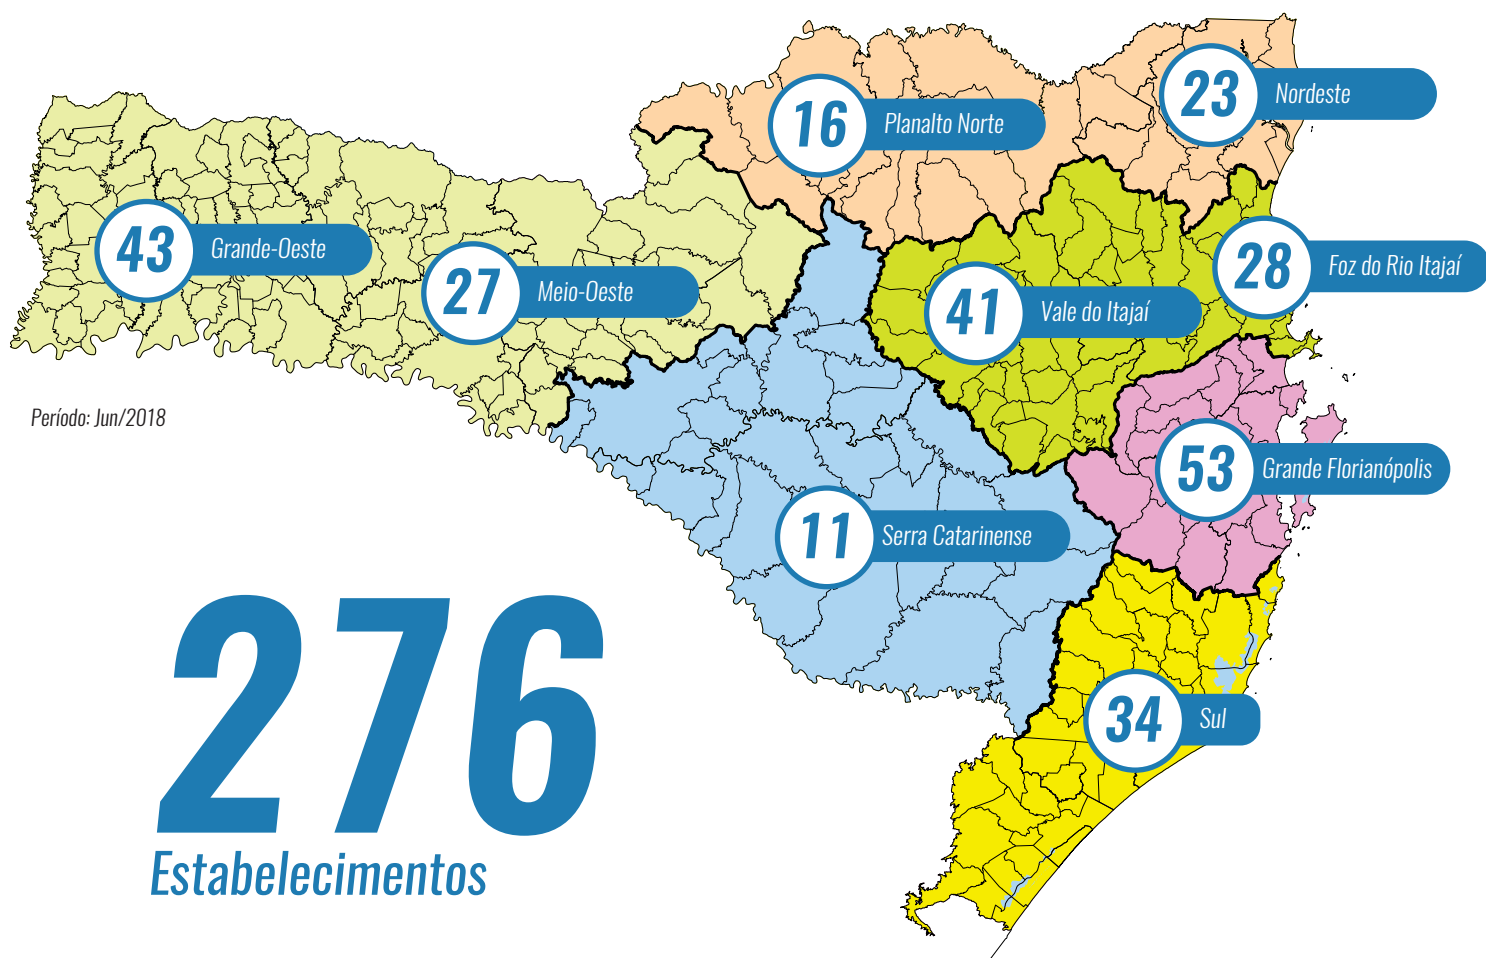 23
Nordeste
16
Planalto Norte
43
Grande-Oeste
28
Foz do Rio Itajaí
27
Meio-Oeste
41
Vale do Itajaí
Período: Jun/2018
53
Grande Florianópolis
11
Serra Catarinense
276
Estabelecimentos
34
Sul